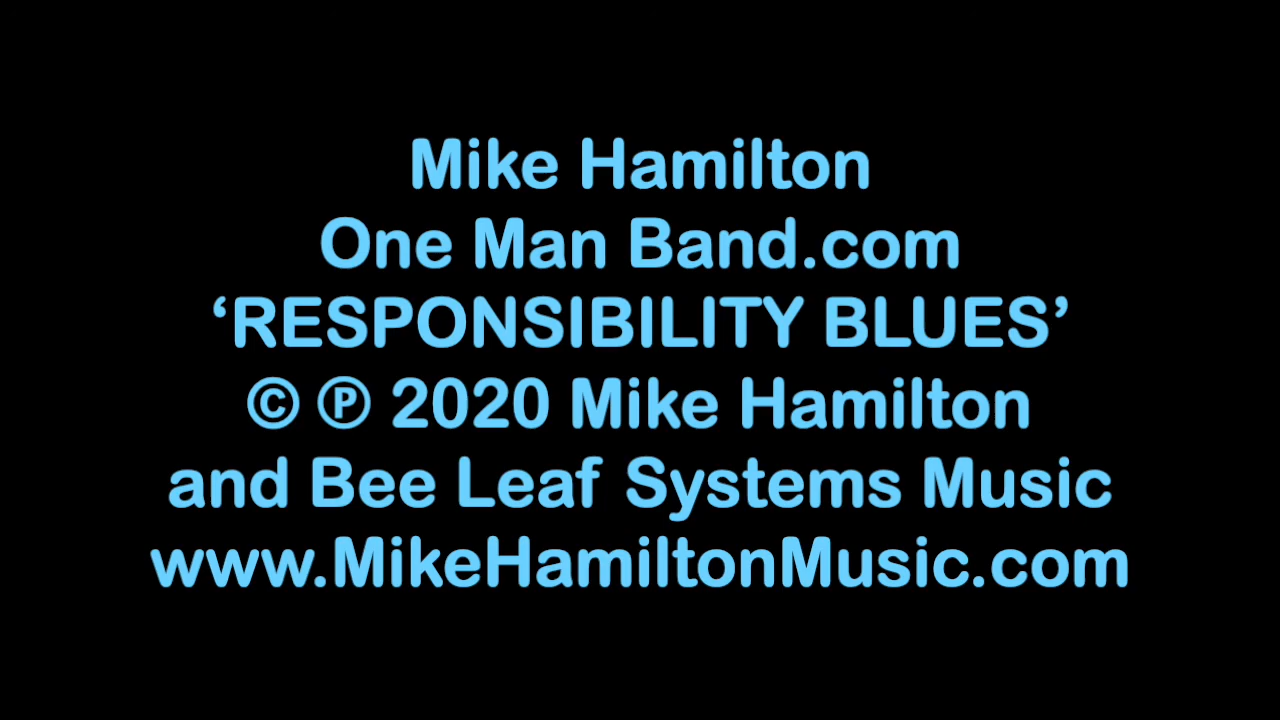 Mike Hamilton
One Man Band.com
‘RESPONSIBILITY BLUES’
© ℗ 2020 Mike Hamilton
and Bee Leaf Systems Music
www.MikeHamiltonMusic.com